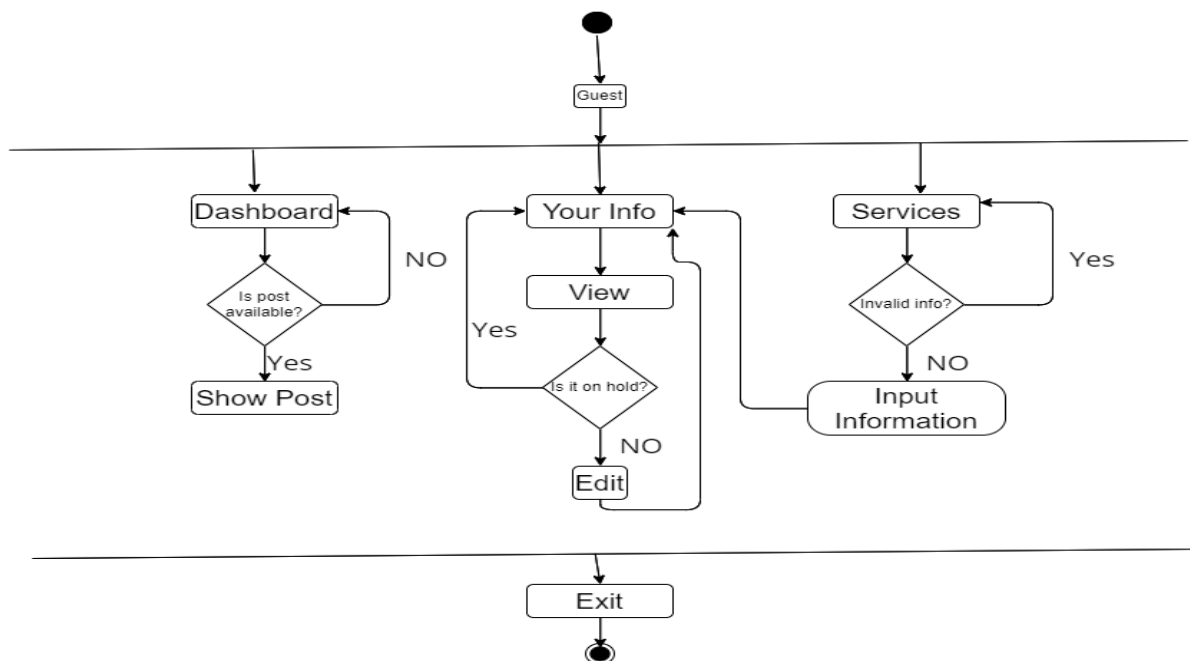 Guest
Dashboard
Your Info
Services
NO
Yes
View
Is post
available?
Invalid info?
Yes
Yes
NO
Is it on hold?
Show Post
Input
Information
NO
Edit
Exit